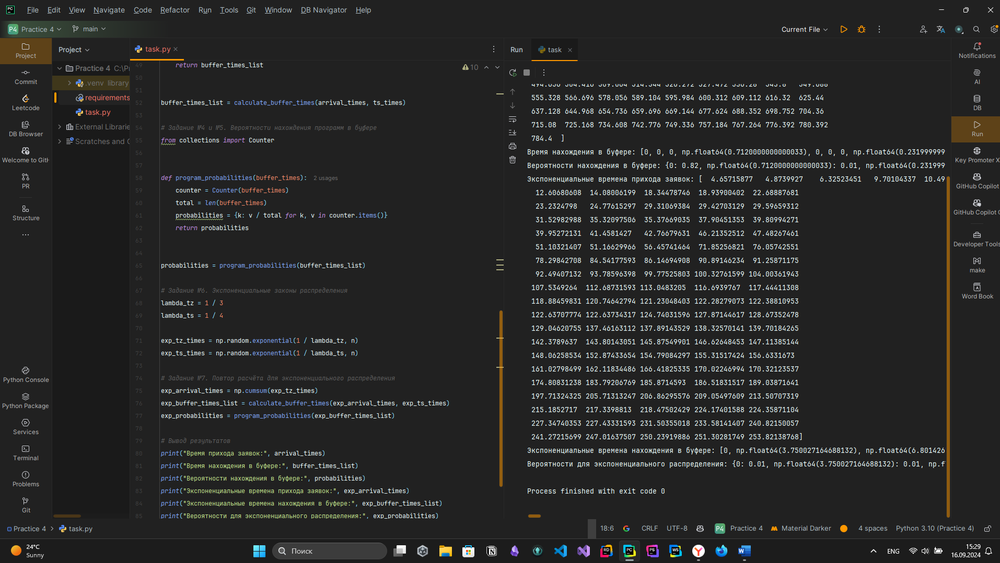 File Edit View Navigate Code Refactor Run Tools Git Window DB Navigator Help
P4 Practice 4 main Current File
Project
Commit
Leetcode
DB Browser
Welcome to GitH
PR
Structure
Python Console
Python Package
Services
Terminal
Problems
Git
Project
Practice 4 C:\P
.venv library
requirements
task.py
External Librarie
Scratches and C
task.py
10
49 return buffer_times_list
50
51
52 buffer_times_list = calculate_buffer_times(arrival_times, ts_times)
53
54 # Задание №4 и №5. Вероятности нахождения программ в буфере
55 from collections import Counter
56
57
58 def program_probabilities(buffer_times): 2 usages
59 counter = Counter(buffer_times)
60 total = len(buffer_times)
61 probabilities = {k: v / total for k, v in counter.items()}
62 return probabilities
63
64
65 probabilities = program_probabilities(buffer_times_list)
66
67 # Задание №6. Экспоненциальные законы распределения
68 lambda_tz = 1 / 3
69 lambda_ts = 1 / 4
70
71 exp_tz_times = np.random.exponential(1 / lambda_tz, n)
72 exp_ts_times = np.random.exponential(1 / lambda_ts, n)
73
74 # Задание №7. Повтор расчёта для экспоненциального распределения
75 exp_arrival_times = np.cumsum(exp_tz_times)
76 exp_buffer_times_list = calculate_buffer_times(exp_arrival_times, exp_ts_times)
77 exp_probabilities = program_probabilities(exp_buffer_times_list)
78
79 # Вывод результатов
80 print("Время прихода заявок:", arrival_times)
81 print("Время нахождения в буфере:", buffer_times_list)
82 print("Вероятности нахождения в буфере:", probabilities)
83 print("Экспоненциальные времена прихода заявок:", exp_arrival_times)
84 print("Экспоненциальные времена нахождения в буфере:", exp_buffer_times_list)
85 print("Вероятности для экспоненциального распределения:", exp_probabilities)
Run task
555.328 566.696 578.056 589.104 595.984 600.312 609.112 616.32 625.44
637.128 644.968 654.736 659.696 669.144 677.624 688.352 698.752 704.36
715.08 725.168 734.608 742.776 749.336 757.184 767.264 776.392 780.392
784.4 ]
Время нахождения в буфере: [0, 0, 0, np.float64(0.7120000000000033), 0, 0, 0, np.float64(0.231999999
Вероятности нахождения в буфере: {0: 0.82, np.float64(0.7120000000000033): 0.01, np.float64(0.231999
Экспоненциальные времена прихода заявок: [ 4.65715877 4.8739927 6.32523451 9.70104337 10.49
12.60680608 14.08006199 18.34478746 18.93900402 22.68887681
23.2324798 24.77615297 29.31069384 29.42703129 29.59659312
31.52982988 35.32097506 35.37669035 37.90451353 39.80994271
39.95272131 41.4581427 42.76679631 46.21352512 47.48267461
51.10321407 51.16629966 56.45741464 71.85256821 76.05742551
78.29842708 84.54177593 86.14694908 90.89146234 91.25871175
92.49407132 93.78596398 99.77525803 100.32761599 104.00361943
107.5349264 112.68731593 113.0483205 116.6939767 117.44411308
118.88459831 120.74642794 121.23048403 122.28279073 122.38810953
122.63707774 122.63734317 124.74031596 127.87144617 128.67352478
129.04620755 137.46163112 137.89143529 138.32570141 139.70184265
142.3789637 143.80143051 145.87549901 146.62648453 147.11385144
148.06258534 152.87433654 154.79084297 155.31517424 156.6331673
161.02798499 162.11834486 166.41825335 170.02246994 170.32123537
174.80831238 183.79206769 185.8714593 186.51831517 189.03871641
197.71324325 205.71313247 206.86295576 209.05497609 213.50707319
215.1852717 217.3398813 218.47502429 224.17401588 224.35871104
227.34740353 227.43331593 231.50355018 233.58141407 240.82150057
241.27215699 247.01637507 250.23919886 251.30281749 253.82138768]
Экспоненциальные времена нахождения в буфере: [0, np.float64(3.750027164688132), np.float64(6.801426
Вероятности для экспоненциального распределения: {0: 0.01, np.float64(3.750027164688132): 0.01, np.f
Process finished with exit code 0
Notifications
AI
DB
Run
Key Promoter X
GitHub Copilot
GitHub Copilot C
Developer Tools
make
Word Book
Practice 4 task.py
18:6 CRLF UTF-8 P4 Practice 4 Material Darker 4 spaces Python 3.10 (Practice 4)
24°C
Sunny
Поиск
ENG
15:29
16.09.2024